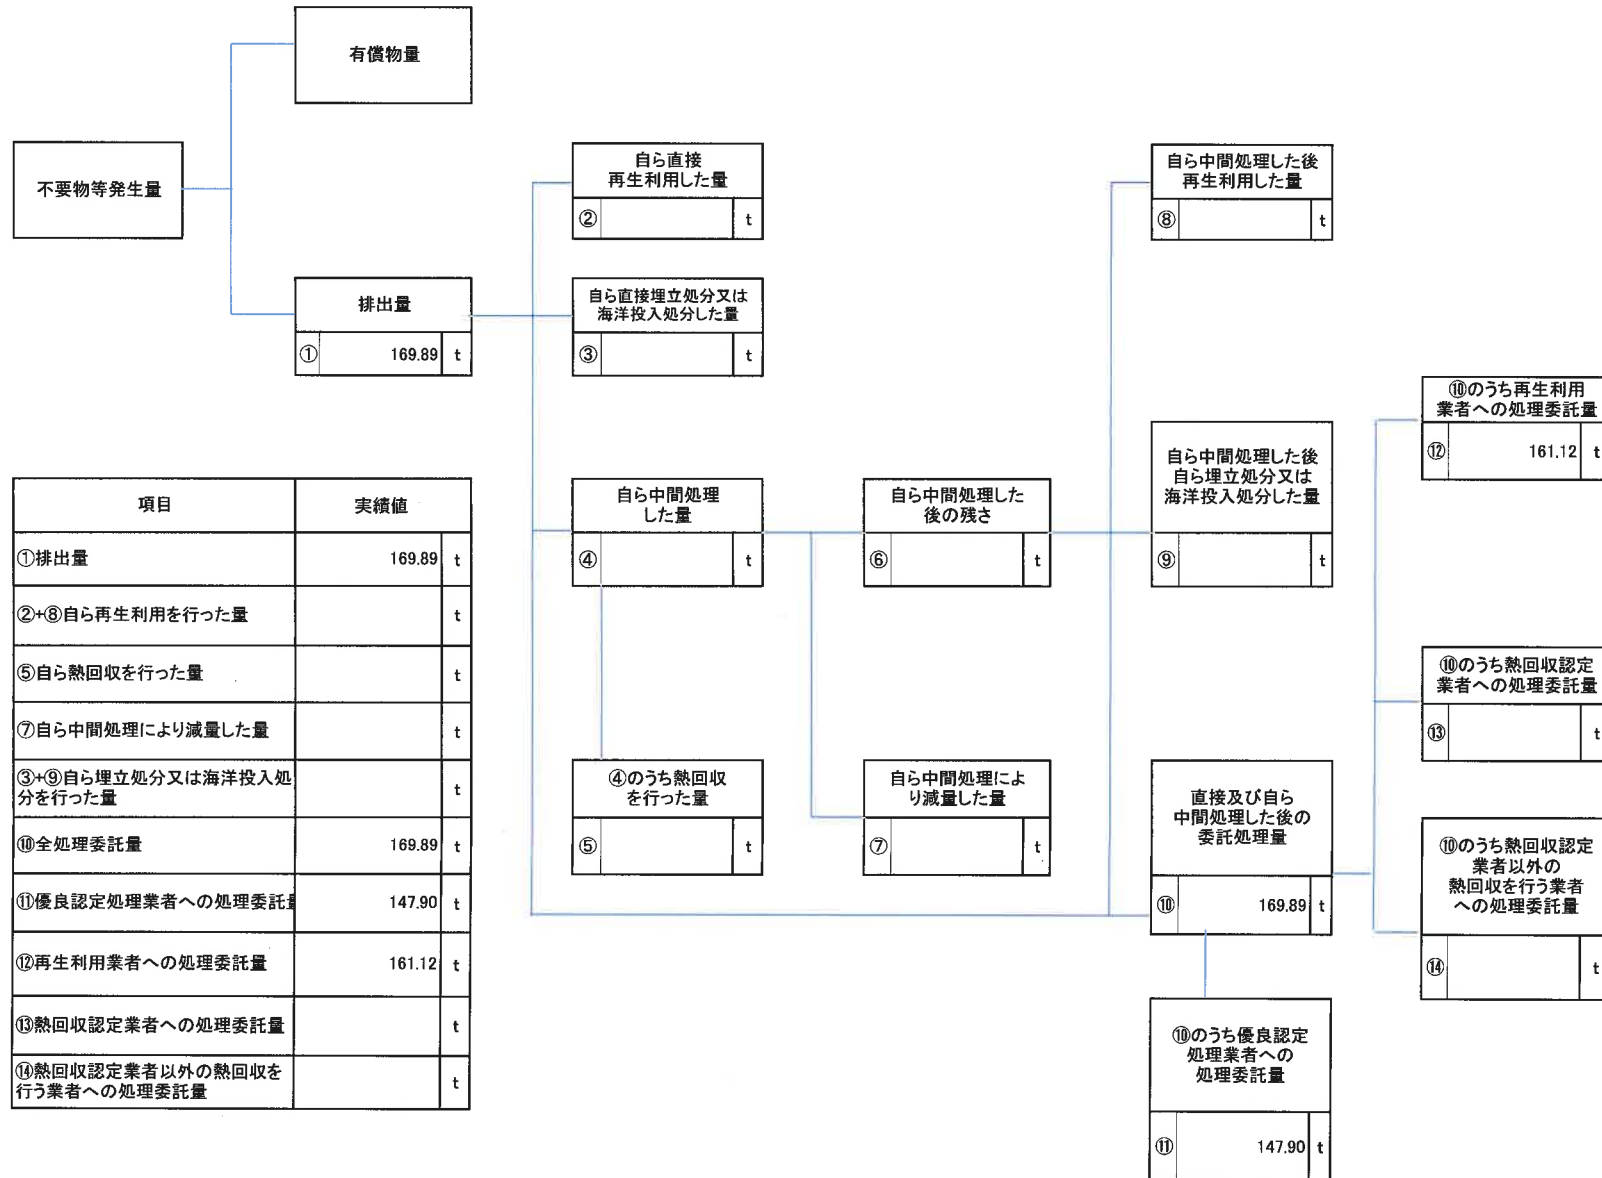 有償物量
不要物等発生量
排出量
① 169.89 t
自ら直接
再生利用した量
② t
自ら直接埋立処分又は
海洋投入処分した量
③ t
自ら中間処理
した量
④ t
④のうち熱回収
を行った量
⑤ t
自ら中間処理した
後の残さ
⑥ t
自ら中間処理によ
り減量した量
⑦ t
自ら中間処理した後
再生利用した量
⑧ t
自ら中間処理した後
自ら埋立処分又は
海洋投入処分した量
⑨ t
直接及び自ら
中間処理した後の
委託処理量
⑩ 169.89 t
⑩のうち優良認定
処理業者への
処理委託量
⑪ 147.90 t
⑩のうち再生利用
業者への処理委託量
⑫ 161.12 t
⑩のうち熱回収認定
業者への処理委託量
⑬ t
⑩のうち熱回収認定
業者以外の
熱回収を行う業者
への処理委託量
⑭ t
項目 実績値
①排出量 169.89 t
②+⑧自ら再生利用を行った量 t
⑤自ら熱回収を行った量 t
⑦自ら中間処理により減量した量 t
③+⑨自ら埋立処分又は海洋投入処
分を行った量 t
⑩全処理委託量 169.89 t
⑪優良認定処理業者への処理委託量 147.90 t
⑫再生利用業者への処理委託量 161.12 t
⑬熱回収認定業者への処理委託量 t
⑭熱回収認定業者以外の熱回収を
行う業者への処理委託量 t